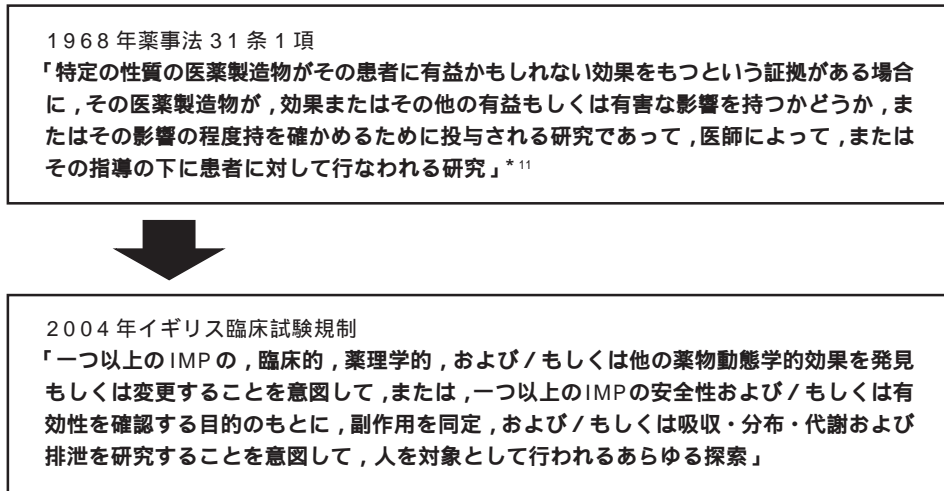 1968年薬事法31条1項
「特定の性質の医薬製造物がその患者に有益かもしれない効果をもつという証拠がある場合
に,その医薬製造物が,効果またはその他の有益もしくは有害な影響を持つかどうか,ま
たはその影響の程度持を確かめるために投与される研究であって,医師によって,または
その指導の下に患者に対して行なわれる研究」*11
2004年イギリス臨床試験規制
「一つ以上のIMPの,臨床的,薬理学的,および/もしくは他の薬物動態学的効果を発見
もしくは変更することを意図して,または,一つ以上のIMPの安全性および/もしくは有
効性を確認する目的のもとに,副作用を同定,および/もしくは吸収・分布・代謝および
排泄を研究することを意図して,人を対象として行われるあらゆる探索」